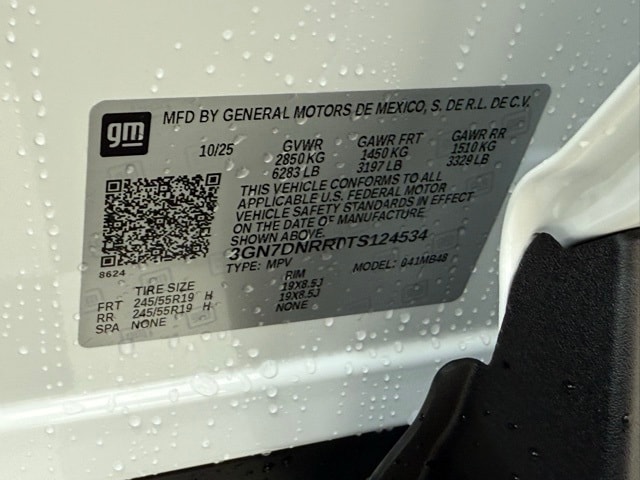 gm
MFD BY GENERAL MOTORS DE MEXICO, S. DE R.L. DE C.V.
10/25 GVWR GAWR FRT GAWR RR
2850 KG 1450 KG 1510 KG
6283 LB 3197 LB 3329 LB
THIS VEHICLE CONFORMS TO ALL
APPLICABLE U.S. FEDERAL MOTOR
VEHICLE SAFETY STANDARDS IN EFFECT
ON THE DATE OF MANUFACTURE
SHOWN ABOVE.
3GN7DNRR0TS124534
TYPE: MPV MODEL: 941MB48
8624
TIRE SIZE RIM
FRT 245/55R19 H 19X8.5J
RR 245/55R19 H 19X8.5J
SPA NONE NONE